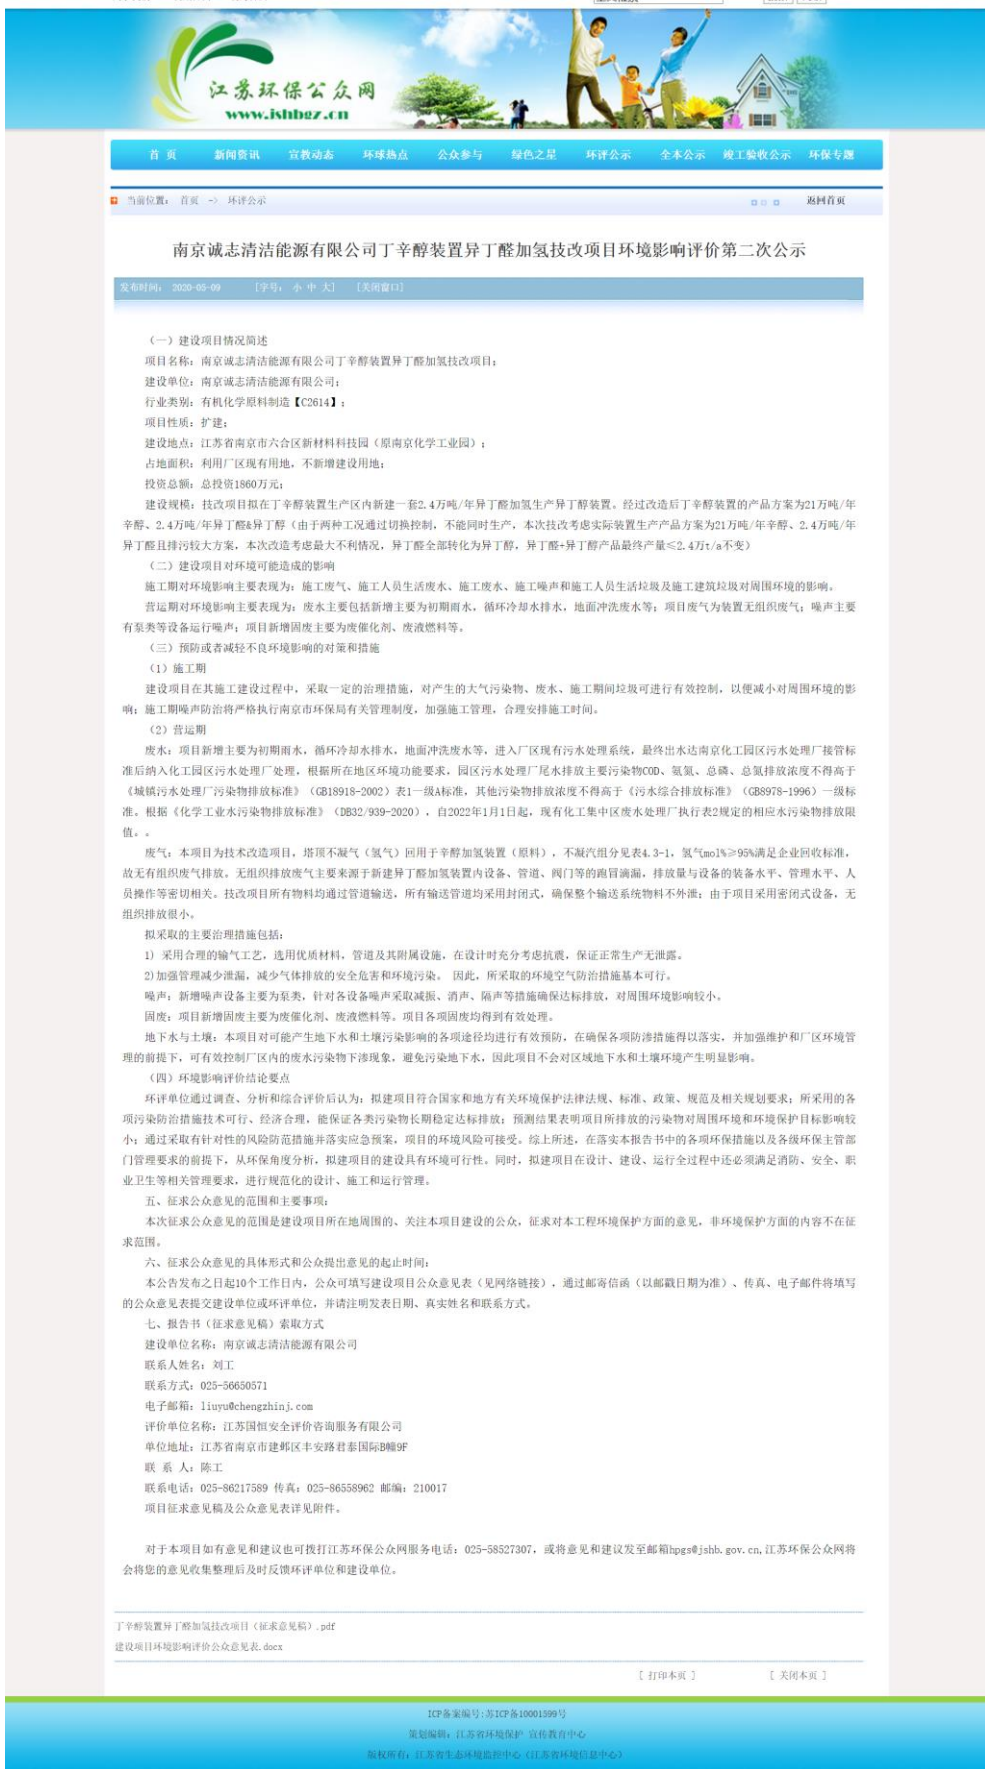 江苏环保公众网
www.jshbgz.cn
首 页 新闻资讯 宣教动态 环球热点 公众参与 绿色之星 环评公示 全本公示 竣工验收公示 环保专题
当前位置： 首页 -> 环评公示 返回首页
南京诚志清洁能源有限公司丁辛醇装置异丁醛加氢技改项目环境影响评价第二次公示
发布时间： 2020-05-09 [字号： 小 中 大] [关闭窗口]
（一）建设项目情况简述
项目名称：南京诚志清洁能源有限公司丁辛醇装置异丁醛加氢技改项目；
建设单位：南京诚志清洁能源有限公司；
行业类别：有机化学原料制造【C2614】；
项目性质：扩建；
建设地点：江苏省南京市六合区新材料科技园（原南京化学工业园）；
占地面积：利用厂区现有用地，不新增建设用地；
投资总额：总投资1860万元；
建设规模：技改项目拟在丁辛醇装置生产区内新建一套2.4万吨/年异丁醛加氢生产异丁醇装置。经过改造后丁辛醇装置的产品方案为21万吨/年
辛醇、2.4万吨/年异丁醛&异丁醇（由于两种工况通过切换控制，不能同时生产，本次技改考虑实际装置生产产品方案为21万吨/年辛醇、2.4万吨/年
异丁醛且排污较大方案，本次改造考虑最大不利情况，异丁醛全部转化为异丁醇，异丁醛+异丁醇产品最终产量≤2.4万t/a不变）
（二）建设项目对环境可能造成的影响
施工期对环境影响主要表现为：施工废气、施工人员生活废水、施工废水、施工噪声和施工人员生活垃圾及施工建筑垃圾对周围环境的影响。
营运期对环境影响主要表现为：废水主要包括新增主要为初期雨水，循环冷却水排水，地面冲洗废水等；项目废气为装置无组织废气；噪声主要
有泵类等设备运行噪声；项目新增固废主要为废催化剂、废液燃料等。
（三）预防或者减轻不良环境影响的对策和措施
（1）施工期
建设项目在其施工建设过程中，采取一定的治理措施，对产生的大气污染物、废水、施工期间垃圾可进行有效控制，以便减小对周围环境的影
响；施工期噪声防治将严格执行南京市环保局有关管理制度，加强施工管理，合理安排施工时间。
（2）营运期
废水：项目新增主要为初期雨水，循环冷却水排水，地面冲洗废水等，进入厂区现有污水处理系统，最终出水达南京化工园区污水处理厂接管标
准后纳入化工园区污水处理厂处理，根据所在地区环境功能要求，园区污水处理厂尾水排放主要污染物COD、氨氮、总磷、总氮排放浓度不得高于
《城镇污水处理厂污染物排放标准》（GB18918-2002）表1一级A标准，其他污染物排放浓度不得高于《污水综合排放标准》（GB8978-1996）一级标
准。根据《化学工业水污染物排放标准》（DB32/939-2020），自2022年1月1日起，现有化工集中区废水处理厂执行表2规定的相应水污染物排放限
值。。
废气：本项目为技术改造项目，塔顶不凝气（氢气）回用于辛醇加氢装置（原料），不凝汽组分见表4.3-1，氢气mol%≥95%满足企业回收标准，
故无有组织废气排放。无组织排放废气主要来源于新建异丁醛加氢装置内设备、管道、阀门等的跑冒滴漏，排放量与设备的装备水平、管理水平、人
员操作等密切相关。技改项目所有物料均通过管道输送，所有输送管道均采用封闭式，确保整个输送系统物料不外泄；由于项目采用密闭式设备，无
组织排放很小。
拟采取的主要治理措施包括：
1) 采用合理的输气工艺，选用优质材料，管道及其附属设施，在设计时充分考虑抗震，保证正常生产无泄露。
2)加强管理减少泄漏，减少气体排放的安全危害和环境污染。 因此，所采取的环境空气防治措施基本可行。
噪声：新增噪声设备主要为泵类，针对各设备噪声采取减振、消声、隔声等措施确保达标排放，对周围环境影响较小。
固废：项目新增固废主要为废催化剂、废液燃料等。项目各项固废均得到有效处理。
地下水与土壤：本项目对可能产生地下水和土壤污染影响的各项途径均进行有效预防，在确保各项防渗措施得以落实，并加强维护和厂区环境管
理的前提下，可有效控制厂区内的废水污染物下渗现象，避免污染地下水，因此项目不会对区域地下水和土壤环境产生明显影响。
（四）环境影响评价结论要点
环评单位通过调查、分析和综合评价后认为：拟建项目符合国家和地方有关环境保护法律法规、标准、政策、规范及相关规划要求；所采用的各
项污染防治措施技术可行、经济合理，能保证各类污染物长期稳定达标排放；预测结果表明项目所排放的污染物对周围环境和环境保护目标影响较
小；通过采取有针对性的风险防范措施并落实应急预案，项目的环境风险可接受。综上所述，在落实本报告书中的各项环保措施以及各级环保主管部
门管理要求的前提下，从环保角度分析，拟建项目的建设具有环境可行性。同时，拟建项目在设计、建设、运行全过程中还必须满足消防、安全、职
业卫生等相关管理要求，进行规范化的设计、施工和运行管理。
五、征求公众意见的范围和主要事项：
本次征求公众意见的范围是建设项目所在地周围的、关注本项目建设的公众，征求对本工程环境保护方面的意见，非环境保护方面的内容不在征
求范围。
六、征求公众意见的具体形式和公众提出意见的起止时间：
本公告发布之日起10个工作日内，公众可填写建设项目公众意见表（见网络链接），通过邮寄信函（以邮戳日期为准）、传真、电子邮件将填写
的公众意见表提交建设单位或环评单位，并请注明发表日期、真实姓名和联系方式。
七、报告书（征求意见稿）索取方式
建设单位名称：南京诚志清洁能源有限公司
联系人姓名：刘工
联系方式：025-56650571
电子邮箱：liuyu@chengzhinj.com
评价单位名称：江苏国恒安全评价咨询服务有限公司
单位地址：江苏省南京市建邺区丰安路君泰国际B幢9F
联 系 人：陈工
联系电话：025-86217589 传真：025-86558962 邮编：210017
项目征求意见稿及公众意见表详见附件。
对于本项目如有意见和建议也可拨打江苏环保公众网服务电话：025-58527307，或将意见和建议发至邮箱hpgs@jshb.gov.cn,江苏环保公众网将
会将您的意见收集整理后及时反馈环评单位和建设单位。
丁辛醇装置异丁醛加氢技改项目（征求意见稿）.pdf
建设项目环境影响评价公众意见表.docx
[ 打印本页 ] [ 关闭本页 ]
ICP备案编号:苏ICP备10001599号
策划编辑：江苏省环境保护 宣传教育中心
版权所有：江苏省生态环境监控中心（江苏省环境信息中心）